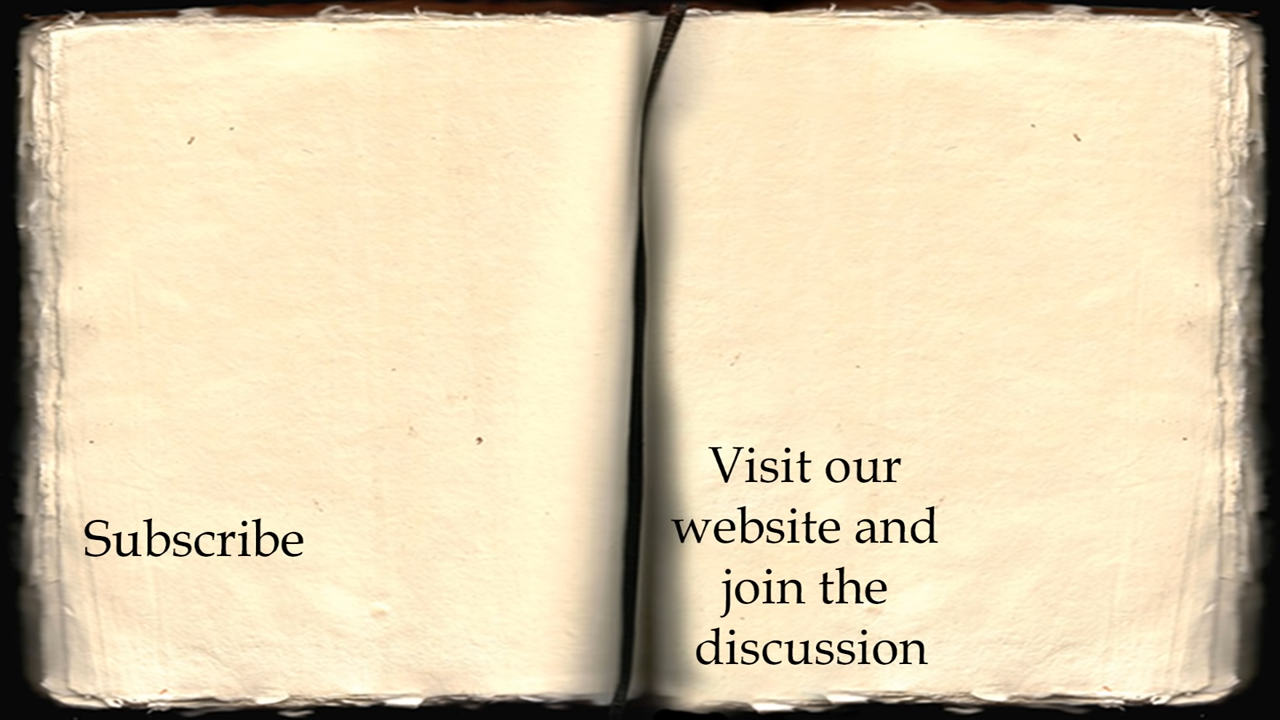 Subscribe
Visit our
website and
join the
discussion